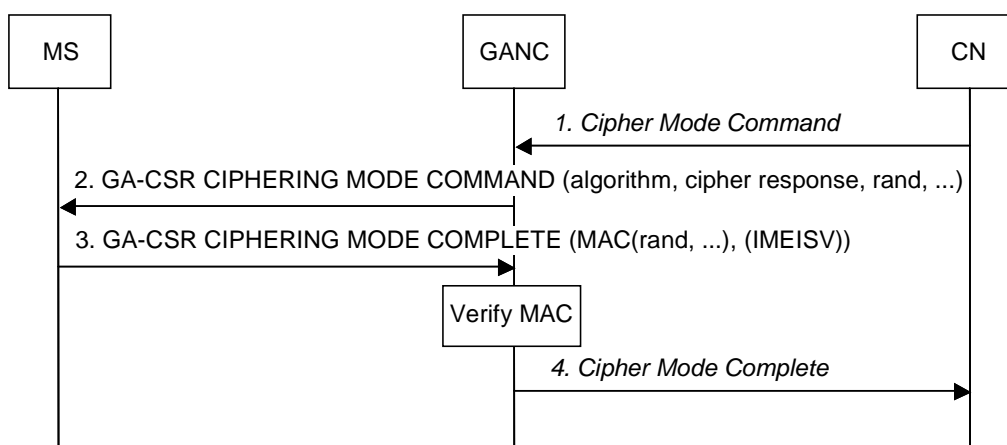 MS
GANC
CN
1. Cipher Mode Command
2. GA-CSR CIPHERING MODE COMMAND (algorithm, cipher response, rand, ...)
3. GA-CSR CIPHERING MODE COMPLETE (MAC(rand, ...), (IMEISV))
Verify MAC
4. Cipher Mode Complete